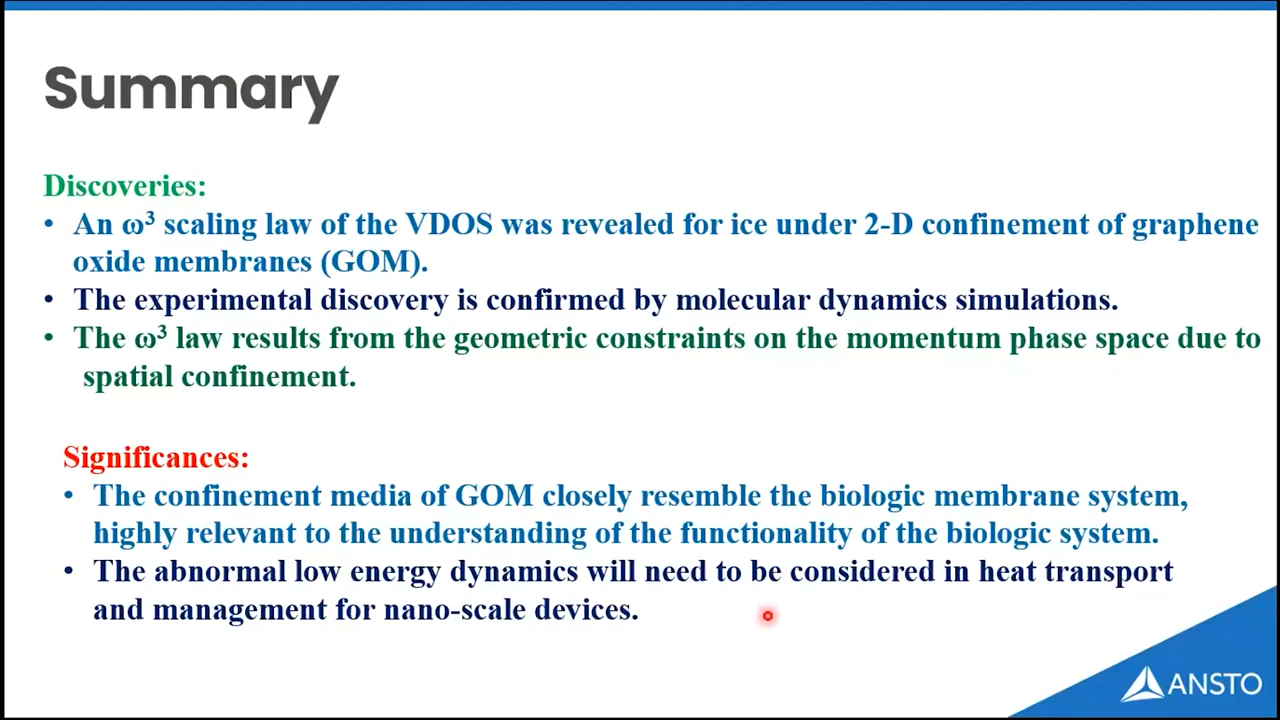 Summary
Discoveries:
• An ω³ scaling law of the VDOS was revealed for ice under 2-D confinement of graphene
oxide membranes (GOM).
• The experimental discovery is confirmed by molecular dynamics simulations.
• The ω³ law results from the geometric constraints on the momentum phase space due to
spatial confinement.
Significances:
• The confinement media of GOM closely resemble the biologic membrane system,
highly relevant to the understanding of the functionality of the biologic system.
• The abnormal low energy dynamics will need to be considered in heat transport
and management for nano-scale devices.
ANSTO